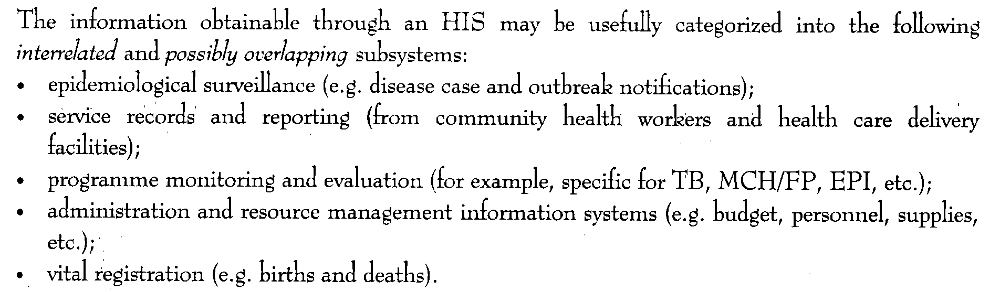 The information obtainable through an HIS may be usefully categorized into the following
interrelated and possibly overlapping subsystems:
• epidemiological surveillance (e.g. disease case and outbreak notifications);
• service records and reporting (from community health workers and health care delivery
facilities);
• programme monitoring and evaluation (for example, specific for TB, MCH/FP, EPI, etc.);
• administration and resource management information systems (e.g. budget, personnel, supplies,
etc.);
• vital registration (e.g. births and deaths).